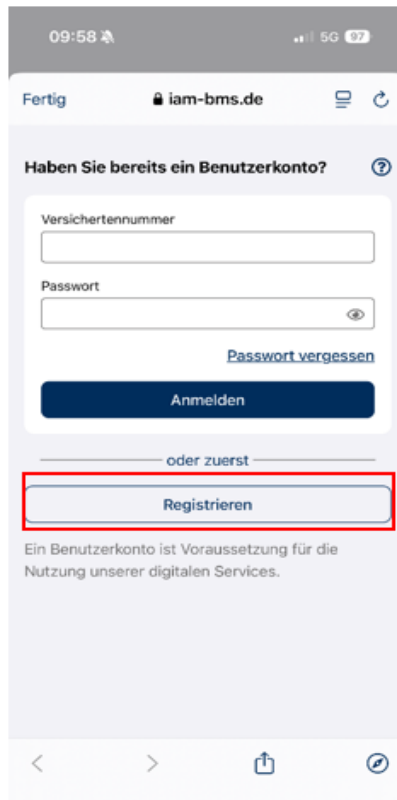 09:58 5G 97
Fertig iam-bms.de
Haben Sie bereits ein Benutzerkonto? ?
Versichertennummer
Passwort
Passwort vergessen
Anmelden
oder zuerst
Registrieren
Ein Benutzerkonto ist Voraussetzung für die
Nutzung unserer digitalen Services.